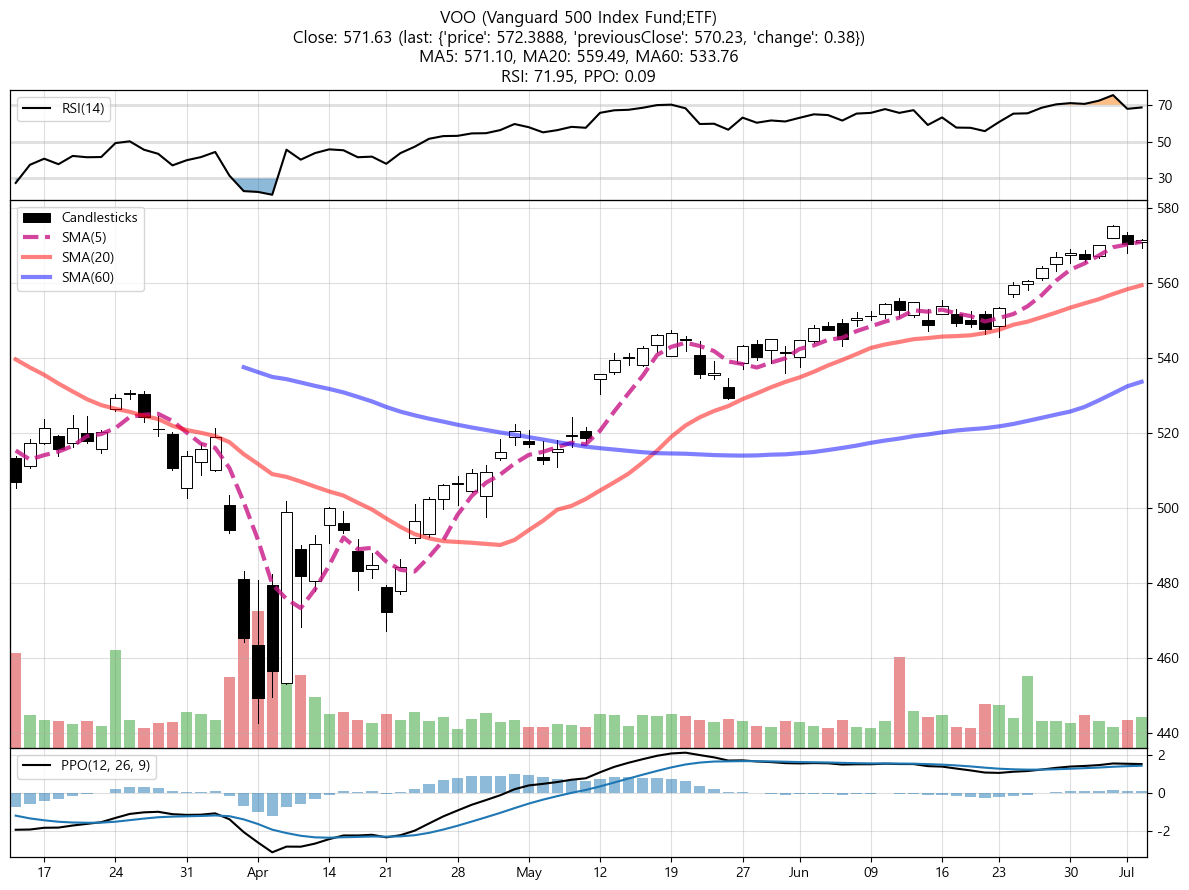 VOO (Vanguard 500 Index Fund;ETF)
Close: 571.63 (last: {'price': 572.3888, 'previousClose': 570.23, 'change': 0.38})
MA5: 571.10, MA20: 559.49, MA60: 533.76
RSI: 71.95, PPO: 0.09
RSI(14)
70
50
30
Candlesticks
SMA(5)
SMA(20)
SMA(60)
580
560
540
520
500
480
460
440
PPO(12, 26, 9)
2
0
-2
17 24 31 Apr 14 21 28 May 12 19 27 Jun 09 16 23 30 Jul